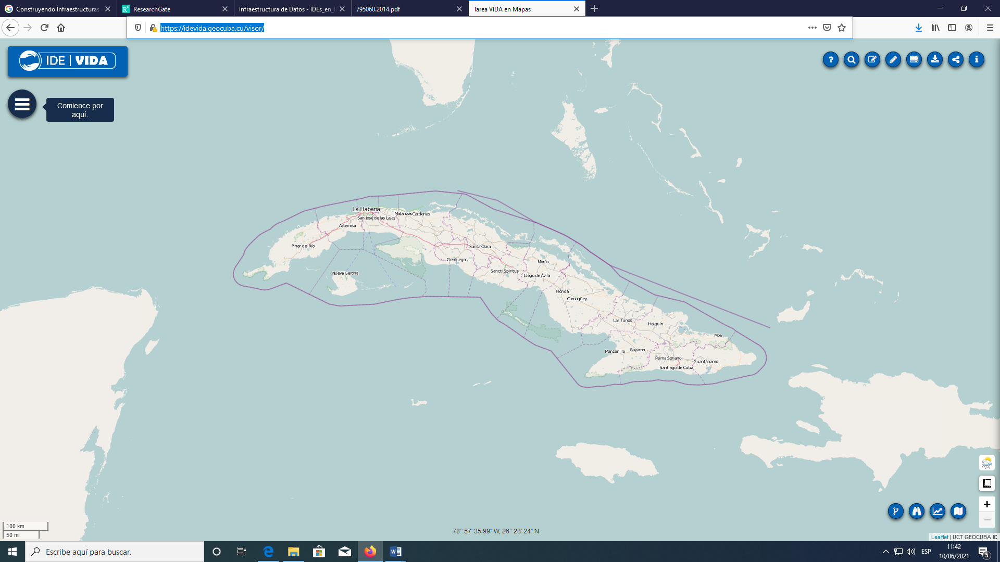 Construyendo Infraestructuras
ResearchGate
Infraestructura de Datos - IDEs_en_I
795060.2014.pdf
Tarea VIDA en Mapas
https://idevida.geocuba.cu/visor/
IDE | VIDA
Comience por
aquí.
La Habana
Matanzas
Cárdenas
San José de las Lajas
Artemisa
Pinar del Río
Santa Clara
Cienfuegos
Morón
Nueva Gerona
Sancti Spíritus
Ciego de Ávila
Florida
Camagüey
Las Tunas
Holguín
Moa
Manzanillo
Bayamo
Palma Soriano
Guantánamo
Santiago de Cuba
100 km
50 mi
78° 57' 35.99" W, 26° 23' 24" N
Leaflet | UCT GEOCUBA IC
Escribe aquí para buscar.
ESP
11:42
10/06/2021
5